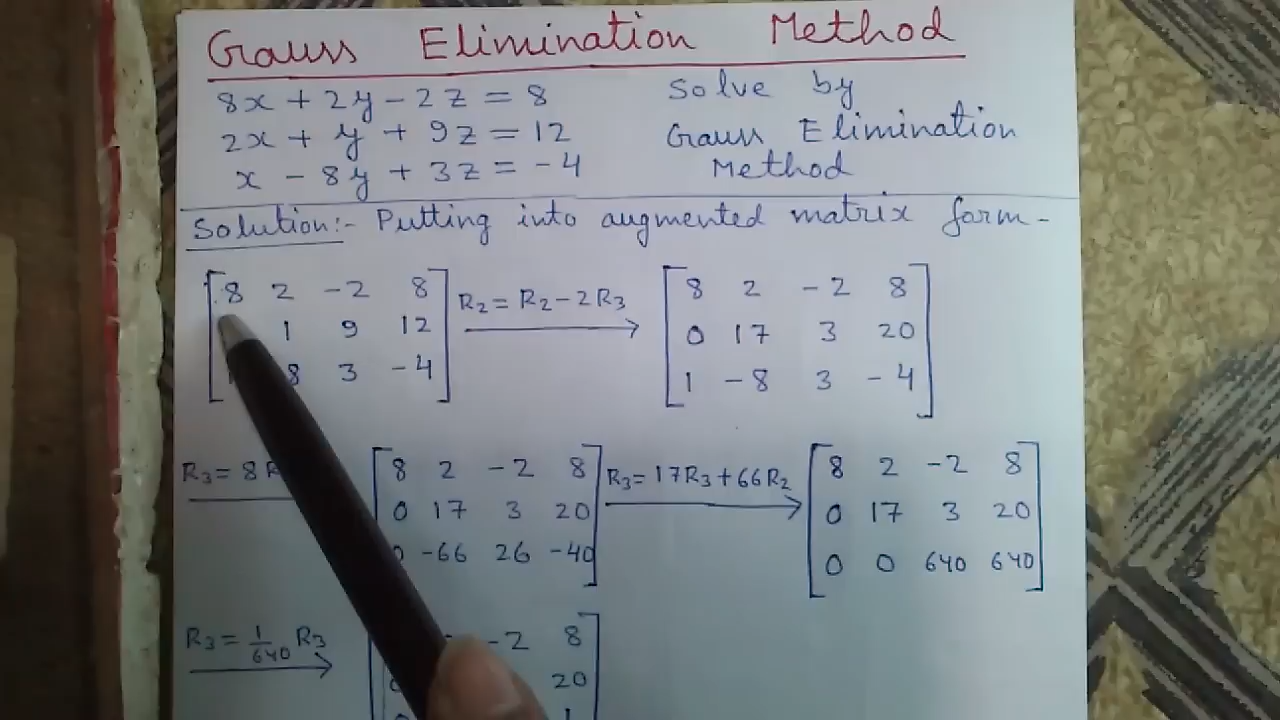 Gauss Elimination Method
8x + 2y - 2z = 8 Solve by
2x + y + 9z = 12 Gauss Elimination
x - 8y + 3z = -4 Method
Solution:- Putting into augmented matrix form-
8 2 -2 8 R2 = R2 - 2R3 8 2 -2 8
1 9 12 0 17 3 20
8 3 -4 1 -8 3 -4
R3 = 8 8 2 -2 8 R3 = 17R3 + 66R2 8 2 -2 8
0 17 3 20 0 17 3 20
-66 26 -40 0 0 640 640
R3 = 1/640 R3 -2 8
20
1